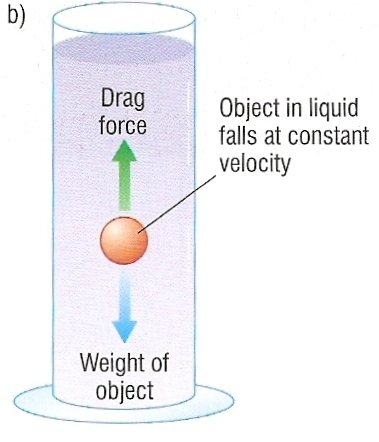 b)
Drag
force
Object in liquid
falls at constant
velocity
Weight of
object